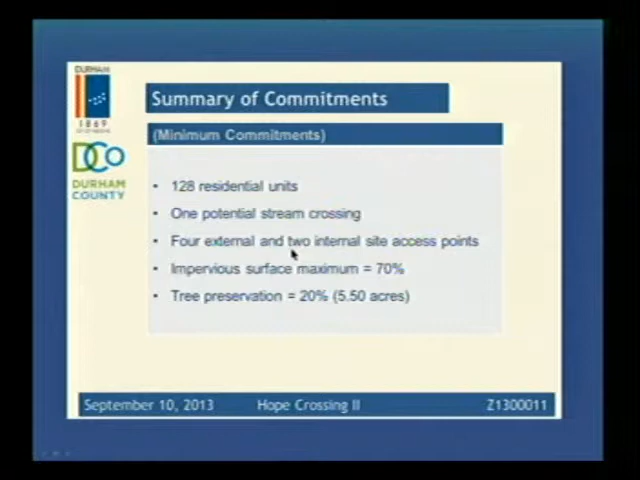 DURHAM
1869
DCO
DURHAM
COUNTY
Summary of Commitments
(Minimum Commitments)
• 128 residential units
• One potential stream crossing
• Four external and two internal site access points
• Impervious surface maximum = 70%
• Tree preservation = 20% (5.50 acres)
September 10, 2013 Hope Crossing II Z1300011